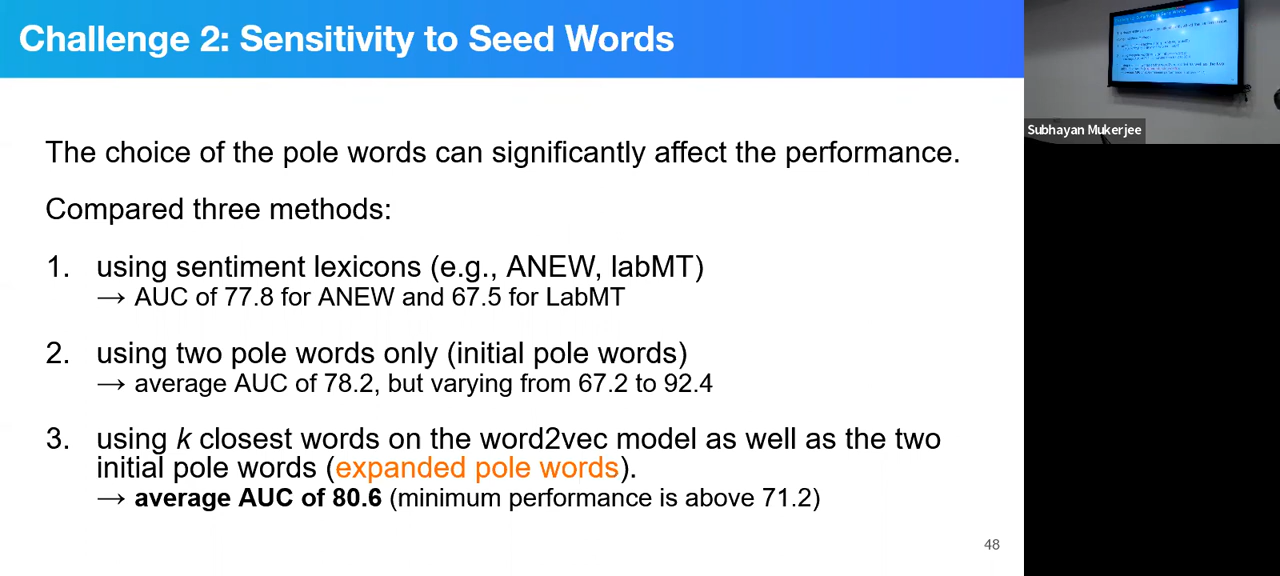 Challenge 2: Sensitivity to Seed Words
The choice of the pole words can significantly affect the performance.
Compared three methods:
1. using sentiment lexicons (e.g., ANEW, labMT)
→ AUC of 77.8 for ANEW and 67.5 for LabMT
2. using two pole words only (initial pole words)
→ average AUC of 78.2, but varying from 67.2 to 92.4
3. using k closest words on the word2vec model as well as the two
initial pole words (expanded pole words).
→ average AUC of 80.6 (minimum performance is above 71.2)
48
Subhayan Mukerjee